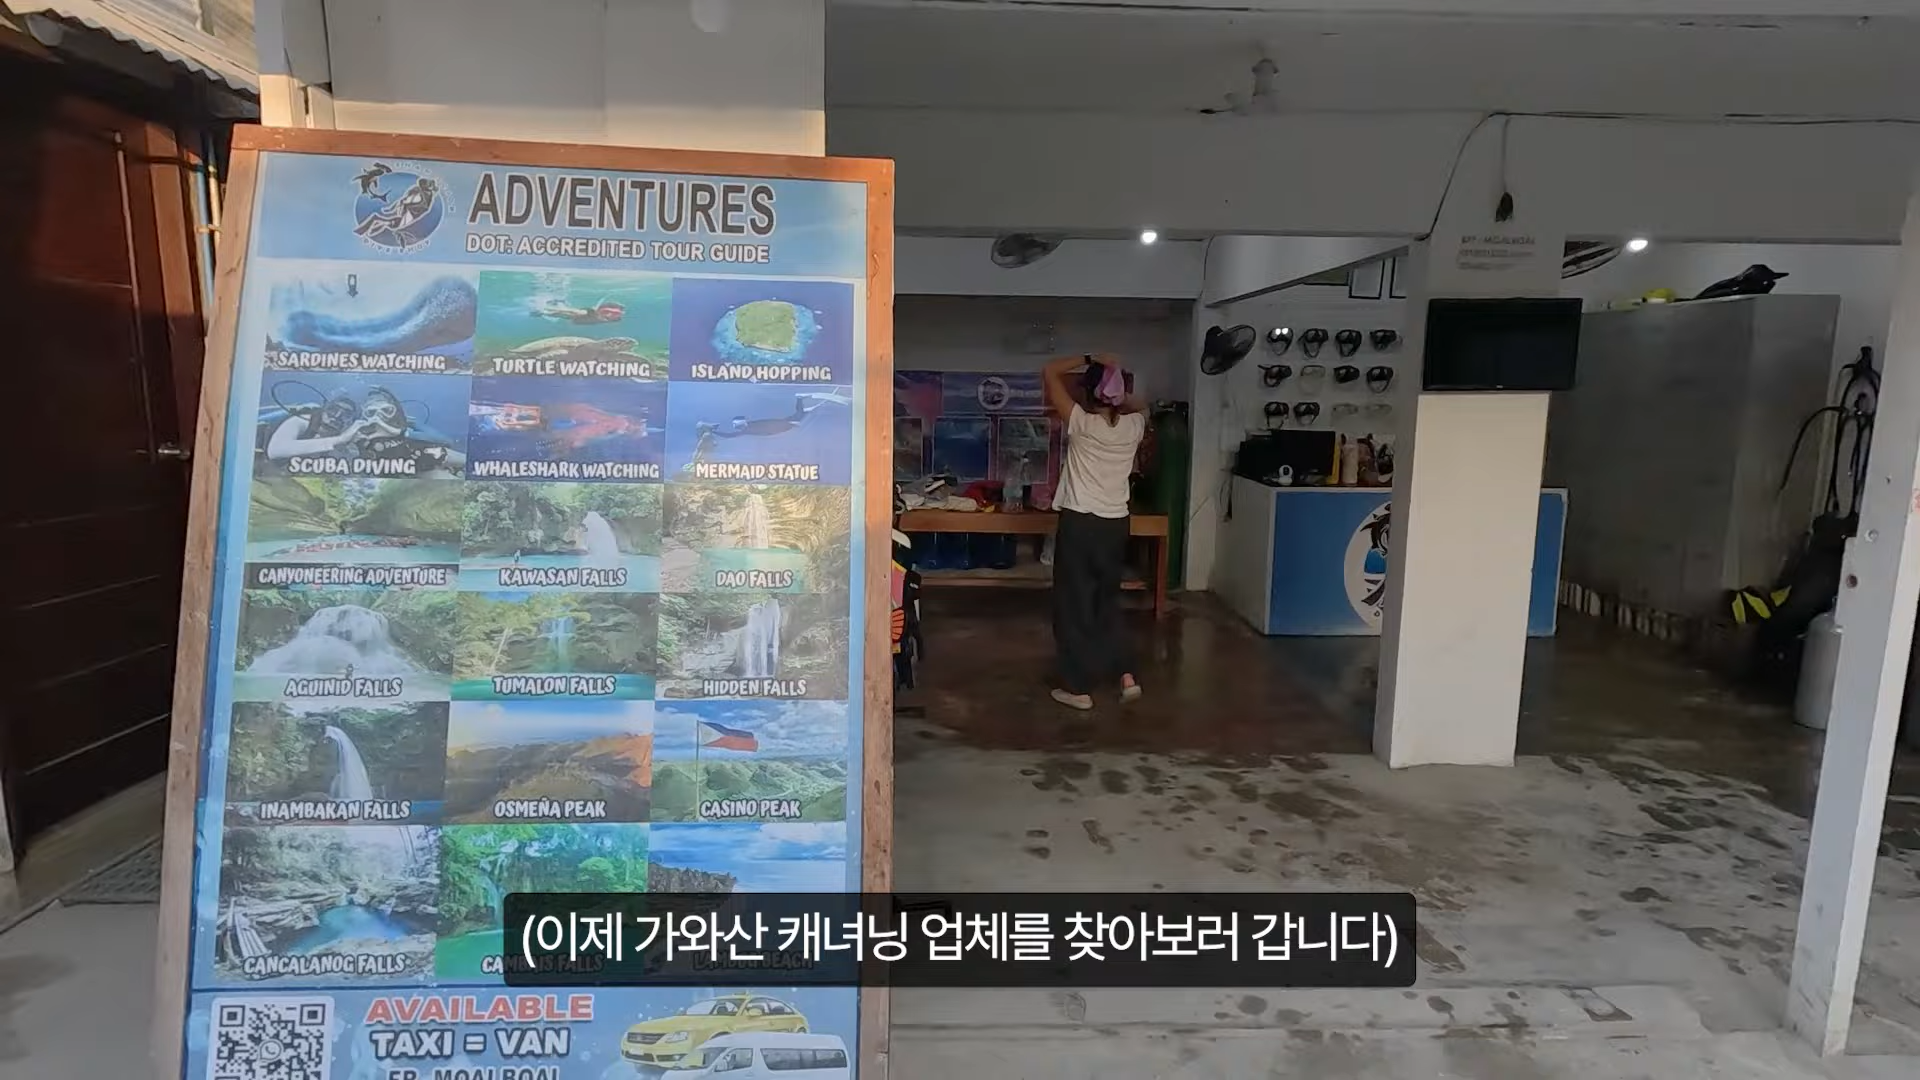 ADVENTURES
DOT: ACCREDITED TOUR GUIDE
SARDINES WATCHING
TURTLE WATCHING
ISLAND HOPPING
SCUBA DIVING
WHALESHARK WATCHING
MERMAID STATUE
CANYONEERING ADVENTURE
KAWASAN FALLS
DAO FALLS
AGUINID FALLS
TUMALON FALLS
HIDDEN FALLS
INAMBAKAN FALLS
OSMEÑA PEAK
CASINO PEAK
CANCALANOG FALLS
(이제 가와산 캐녀닝 업체를 찾아보러 갑니다)
AVAILABLE
TAXI = VAN
FR. MOALBOAL